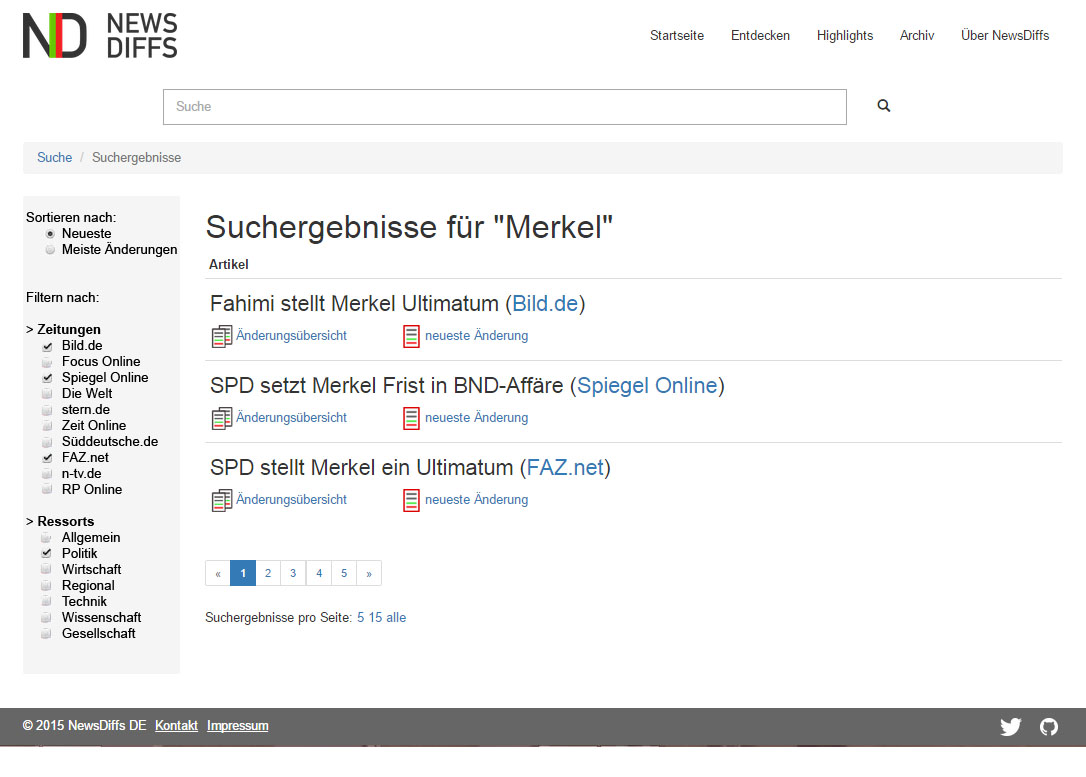 ND NEWS DIFFS
Startseite Entdecken Highlights Archiv Über NewsDiffs
Suche
Suche / Suchergebnisse
Sortieren nach:
Neueste
Meiste Änderungen
Filtern nach:
> Zeitungen
Bild.de
Focus Online
Spiegel Online
Die Welt
stern.de
Zeit Online
Süddeutsche.de
FAZ.net
n-tv.de
RP Online
> Ressorts
Allgemein
Politik
Wirtschaft
Regional
Technik
Wissenschaft
Gesellschaft
Suchergebnisse für "Merkel"
Artikel
Fahimi stellt Merkel Ultimatum (Bild.de)
Änderungsübersicht neueste Änderung
SPD setzt Merkel Frist in BND-Affäre (Spiegel Online)
Änderungsübersicht neueste Änderung
SPD stellt Merkel ein Ultimatum (FAZ.net)
Änderungsübersicht neueste Änderung
« 1 2 3 4 5 »
Suchergebnisse pro Seite: 5 15 alle
© 2015 NewsDiffs DE Kontakt Impressum